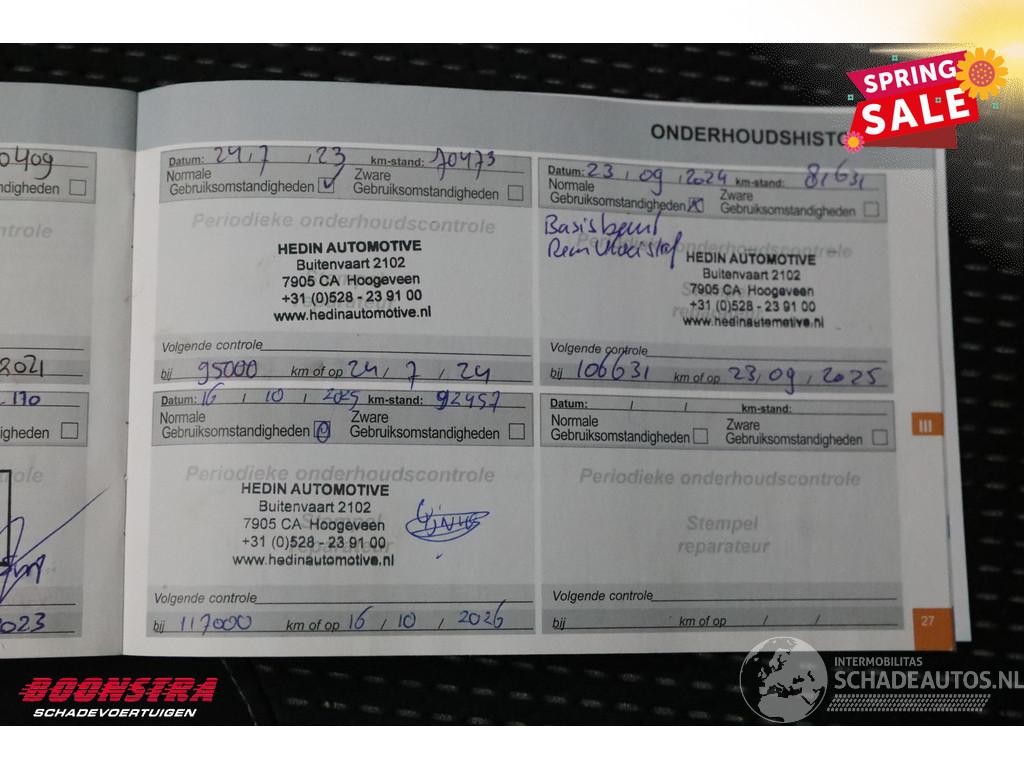 SPRING
SALE
ONDERHOUDSHISTO
0409
ndigheden
ntrole
2021
170
ndigheden
ole
2023
Datum: 24, 7 , 23 km-stand: 70473
Normale Zware
Gebruiksomstandigheden Gebruiksomstandigheden
Periodieke onderhoudscontrole
HEDIN AUTOMOTIVE
Buitenvaart 2102
7905 CA Hoogeveen
+31 (0)528 - 23 91 00
www.hedinautomotive.nl
Volgende controle
bij 95000 km of op 24 / 7 , 24
Datum: 23 , 09 , 2024 km-stand: 81631
Normale Zware
Gebruiksomstandigheden Gebruiksomstandigheden
Periodieke onderhoudscontrole
Basisbeurt
Remvloeistof
HEDIN AUTOMOTIVE
Buitenvaart 2102
7905 CA Hoogeveen
+31 (0)528 - 23 91 00
www.hedinautomotive.nl
Volgende controle
bij 106631 km of op 23, 09, 2025
Datum: 16 / 10 / 2025 km-stand: 92457
Normale Zware
Gebruiksomstandigheden Gebruiksomstandigheden
Periodieke onderhoudscontrole
HEDIN AUTOMOTIVE
Buitenvaart 2102
7905 CA Hoogeveen
+31 (0)528 - 23 91 00
reparateur
www.hedinautomotive.nl
Volgende controle
bij 117000 km of op 16 / 10 / 2026
Datum: / / km-stand:
Normale Zware
Gebruiksomstandigheden Gebruiksomstandigheden
Periodieke onderhoudscontrole
Stempel
reparateur
Volgende controle
bij km of op / /
III
27
BOONSTRA
SCHADEVOERTUIGEN
INTERMOBILITAS
SCHADEAUTOS.NL